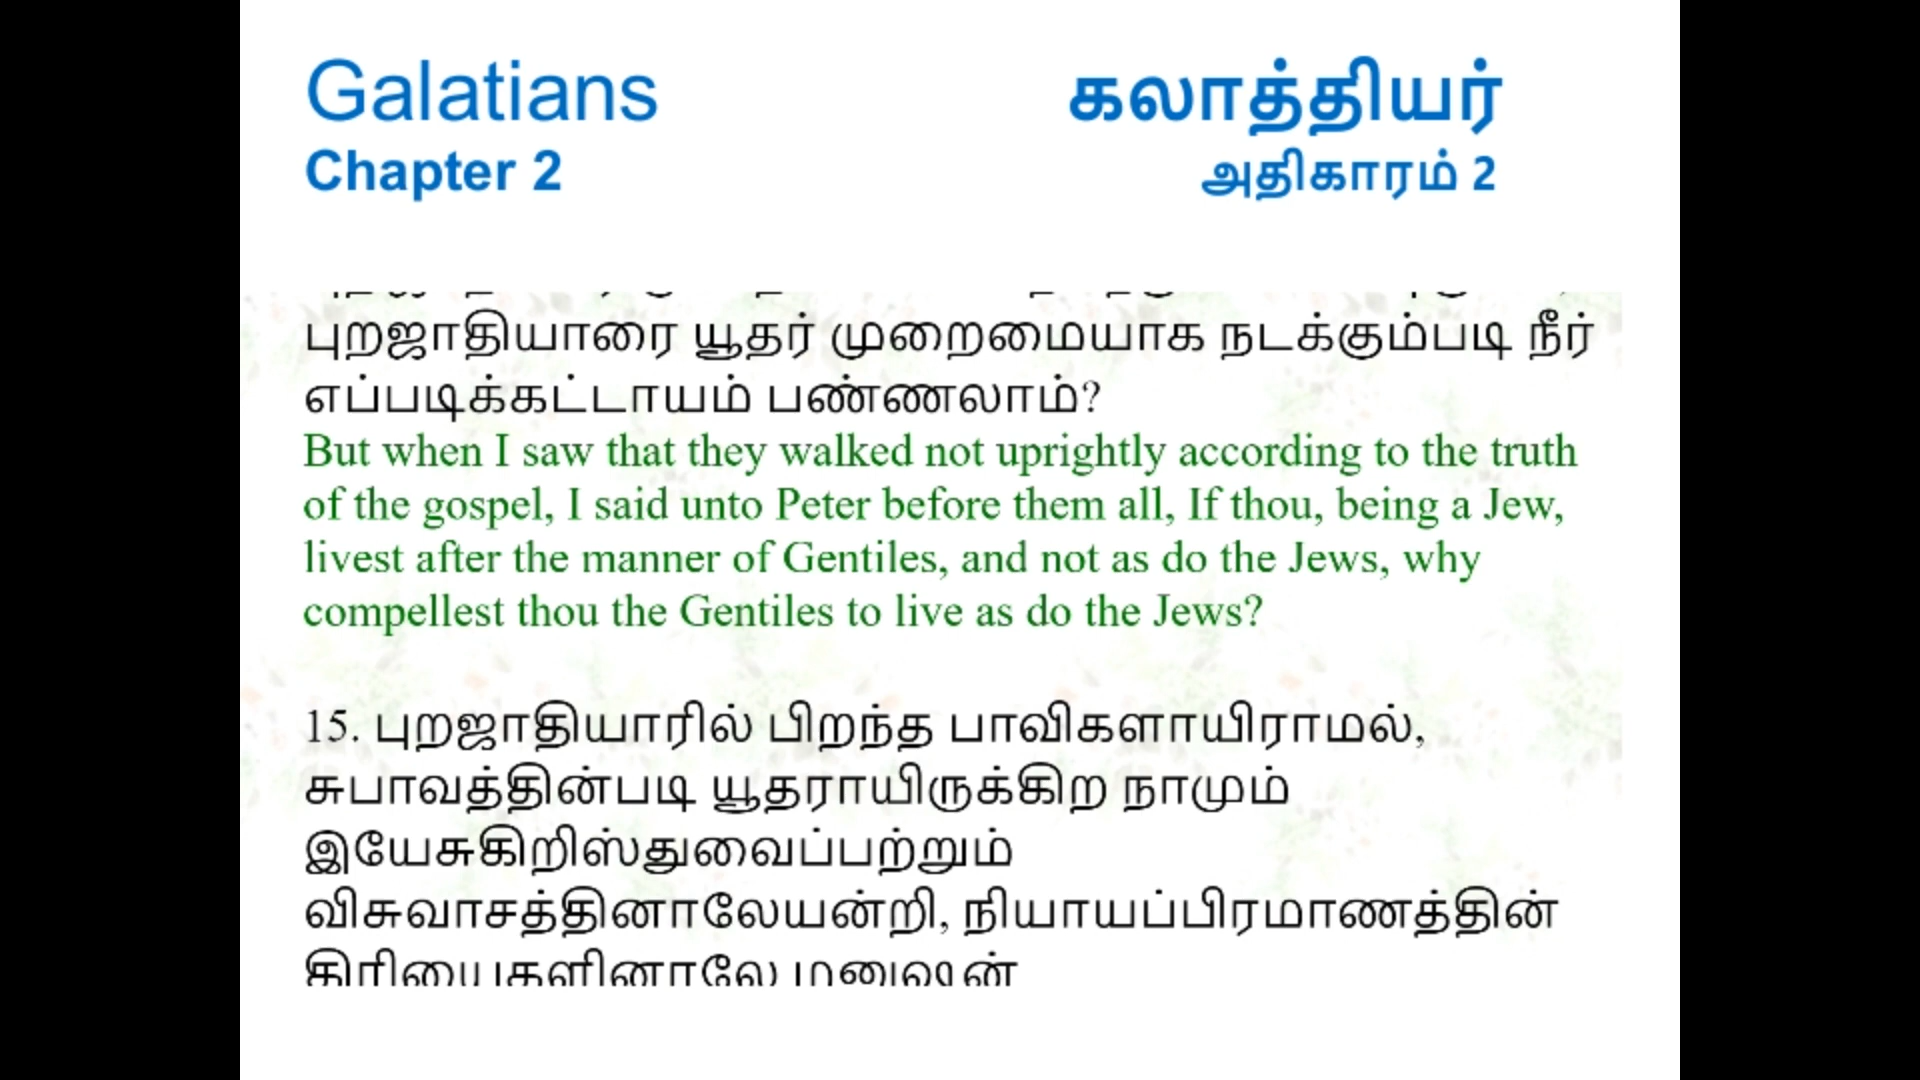 Galatians
கலாத்தியர்
Chapter 2
அதிகாரம் 2
புறஜாதியாரை யூதர் முறைமையாக நடக்கும்படி நீர்
எப்படிக்கட்டாயம் பண்ணலாம்?
But when I saw that they walked not uprightly according to the truth
of the gospel, I said unto Peter before them all, If thou, being a Jew,
livest after the manner of Gentiles, and not as do the Jews, why
compellest thou the Gentiles to live as do the Jews?
15. புறஜாதியாரில் பிறந்த பாவிகளாயிராமல்,
சுபாவத்தின்படி யூதராயிருக்கிற நாமும்
இயேசுகிறிஸ்துவைப்பற்றும்
விசுவாசத்தினாலேயன்றி, நியாயப்பிரமாணத்தின்
கிரியைகளினாலே மனுஷன்